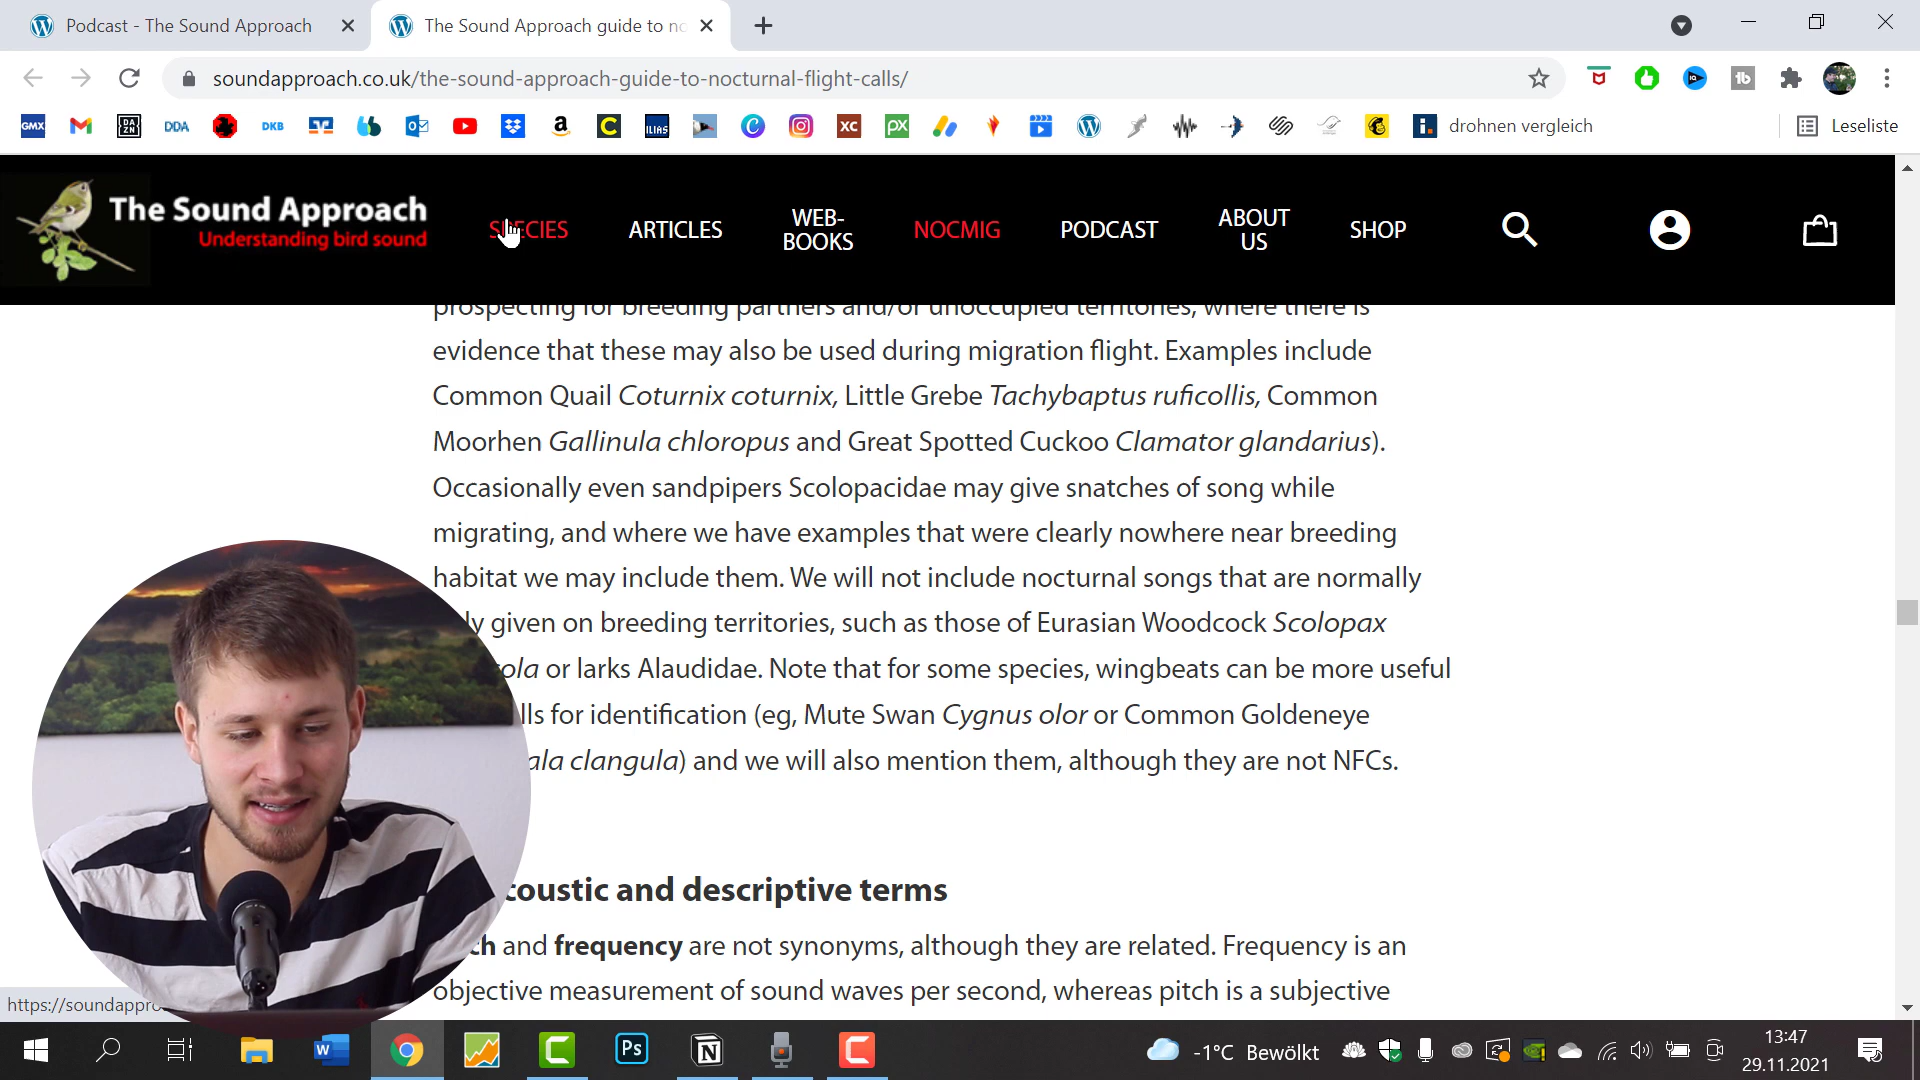 Podcast - The Sound Approach
The Sound Approach guide to no
soundapproach.co.uk/the-sound-approach-guide-to-nocturnal-flight-calls/
GMX
DA
ZN
DDA
DKB
ILIAS
XC
PX
drohnen vergleich
Leseliste
The Sound Approach
Understanding bird sound
SPECIES
ARTICLES
WEB-
BOOKS
NOCMIG
PODCAST
ABOUT
US
SHOP
prospecting for breeding partners and/or unoccupied territories, where there is
evidence that these may also be used during migration flight. Examples include
Common Quail Coturnix coturnix, Little Grebe Tachybaptus ruficollis, Common
Moorhen Gallinula chloropus and Great Spotted Cuckoo Clamator glandarius).
Occasionally even sandpipers Scolopacidae may give snatches of song while
migrating, and where we have examples that were clearly nowhere near breeding
habitat we may include them. We will not include nocturnal songs that are normally
ly given on breeding territories, such as those of Eurasian Woodcock Scolopax
ola or larks Alaudidae. Note that for some species, wingbeats can be more useful
lls for identification (eg, Mute Swan Cygnus olor or Common Goldeneye
ala clangula) and we will also mention them, although they are not NFCs.
coustic and descriptive terms
ch and frequency are not synonyms, although they are related. Frequency is an
objective measurement of sound waves per second, whereas pitch is a subjective
https://soundappro
-1°C Bewölkt
13:47
29.11.2021